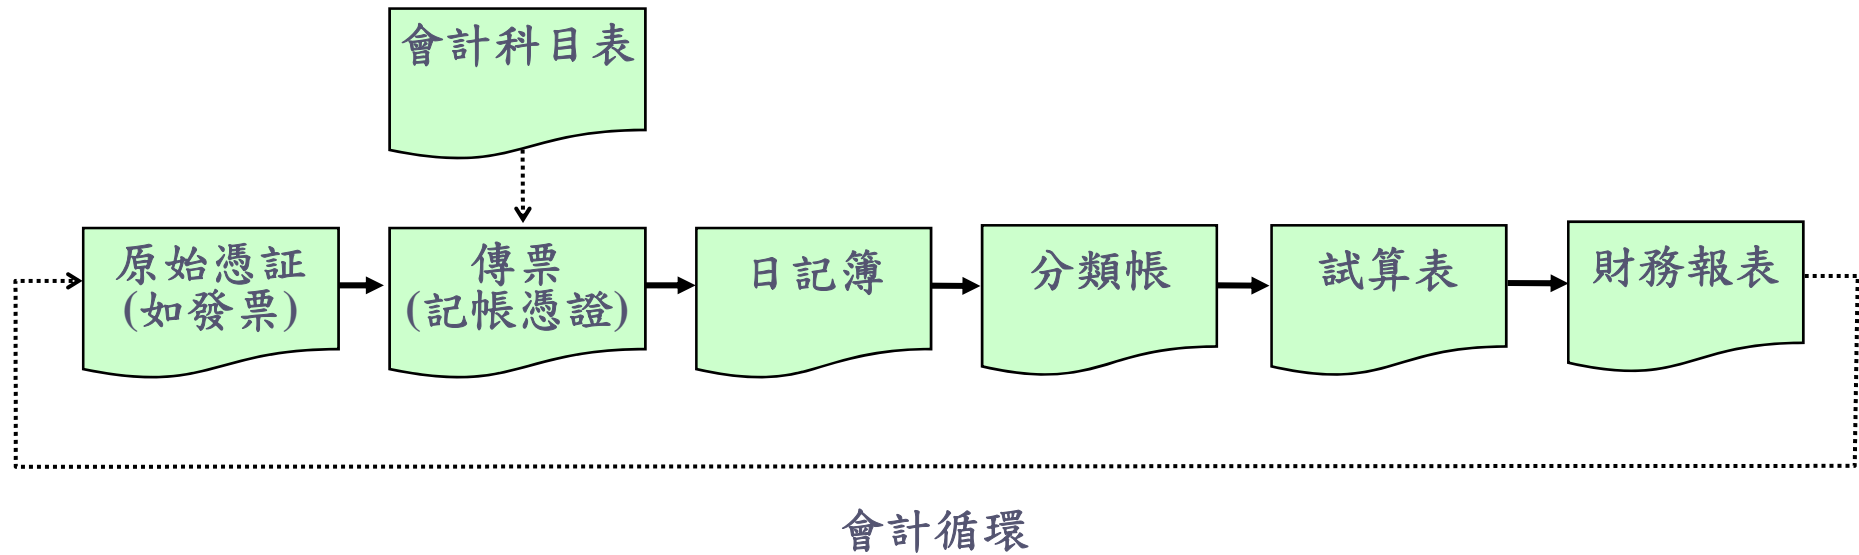 會計科目表
原始憑証
(如發票)
傳票
(記帳憑證)
日記簿
分類帳
試算表
財務報表
會計循環